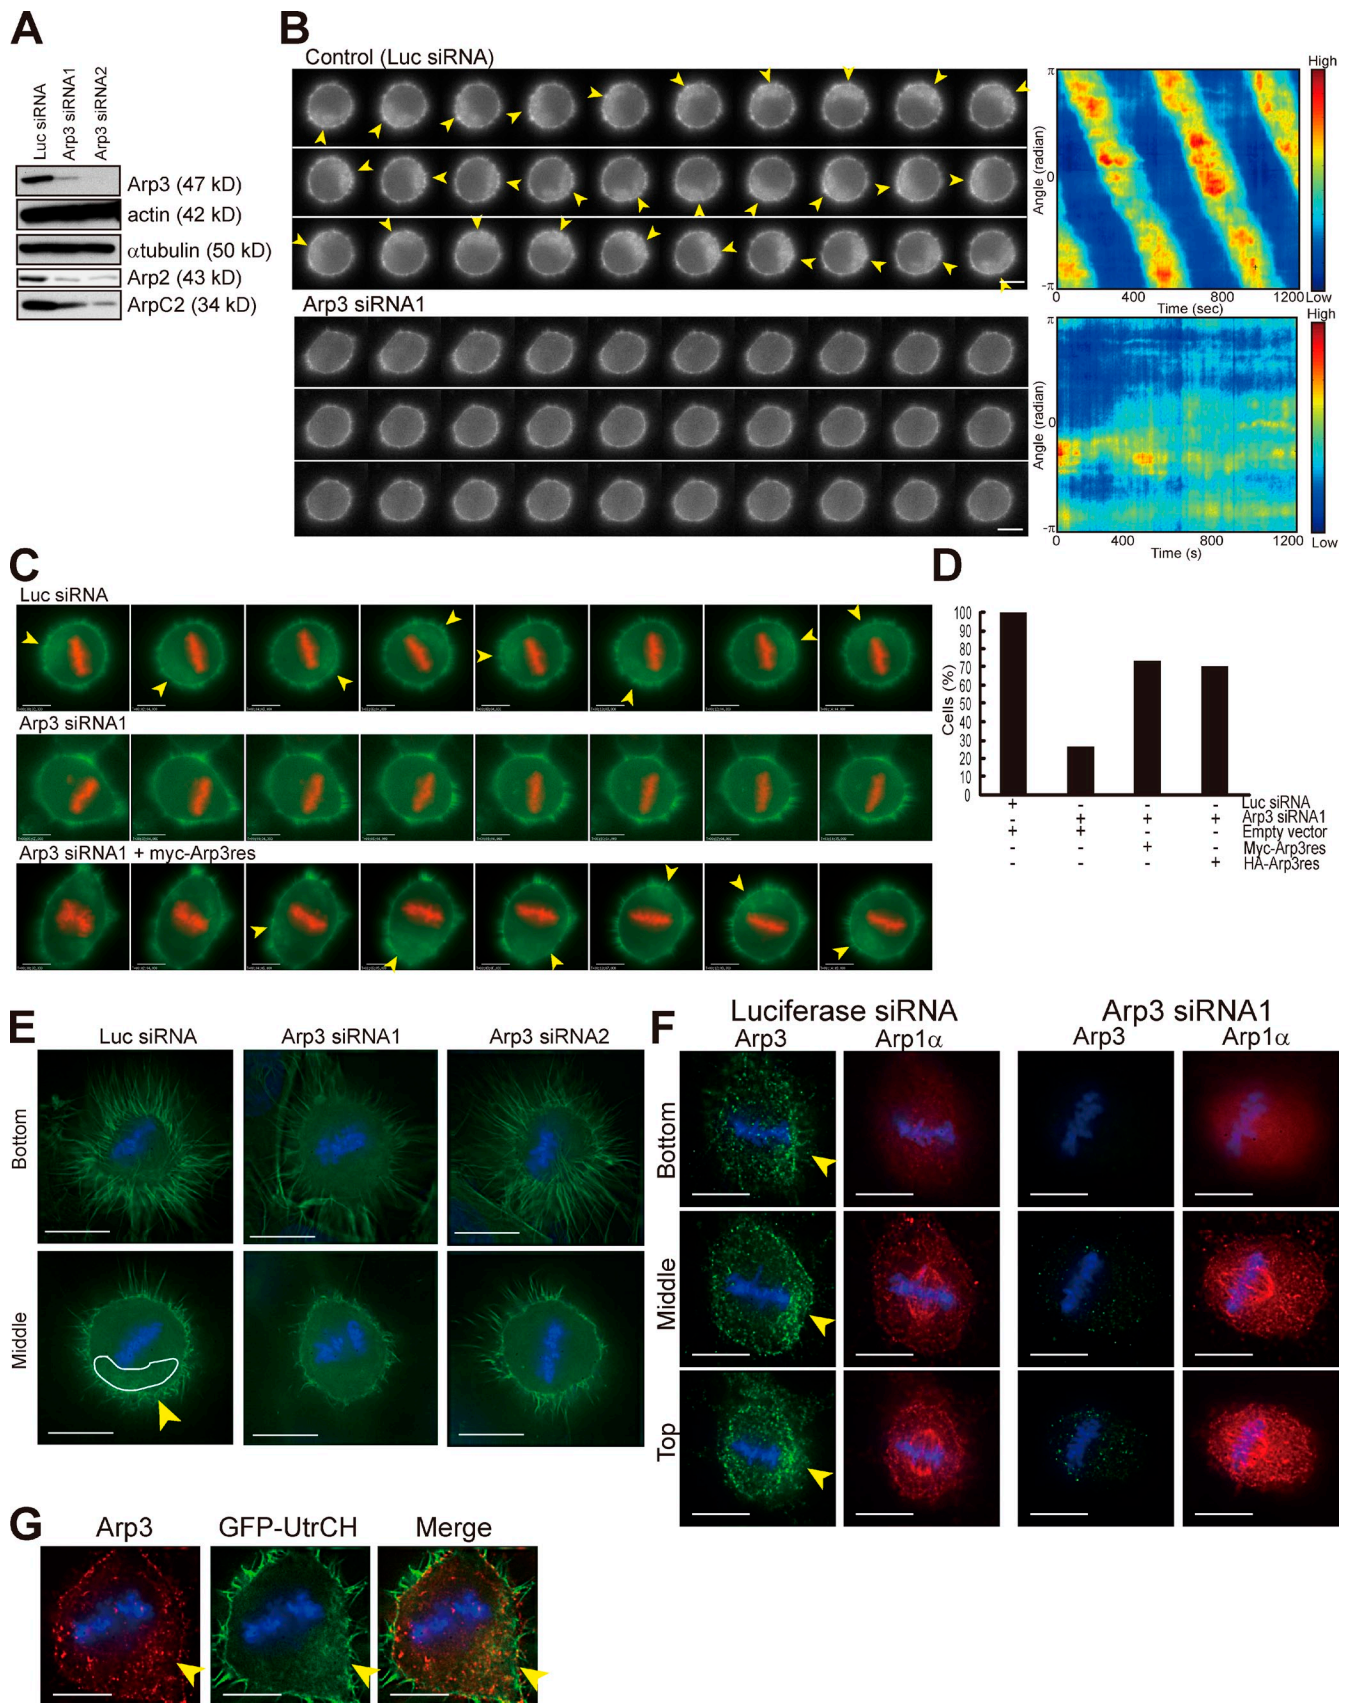 A
Luc siRNA
Arp3 siRNA1
Arp3 siRNA2
Arp3 (47 kD)
actin (42 kD)
αtubulin (50 kD)
Arp2 (43 kD)
ArpC2 (34 kD)
B
Control (Luc siRNA)
High
π
Angle (radian)
0
-π
0 400 800 1200
Low
Time (sec)
Arp3 siRNA1
High
π
Angle (radian)
0
-π
0 400 800 1200
Low
Time (s)
C
Luc siRNA
Arp3 siRNA1
Arp3 siRNA1 + myc-Arp3res
D
Cells (%)
100
90
80
70
60
50
40
30
20
10
0
+ - - - Luc siRNA
- + + + Arp3 siRNA1
+ + - - Empty vector
- - + - Myc-Arp3res
- - - + HA-Arp3res
E
Luc siRNA Arp3 siRNA1 Arp3 siRNA2
Bottom
Middle
F
Luciferase siRNA Arp3 siRNA1
Arp3 Arp1α Arp3 Arp1α
Bottom
Middle
Top
G
Arp3 GFP-UtrCH Merge